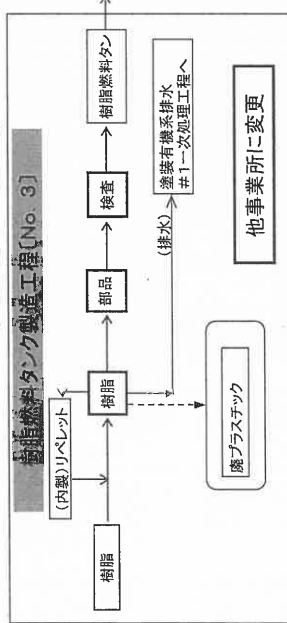 樹脂燃料タンク製造工程[No. 3]
(内製)リペレット
樹脂
樹脂
部品
検査
樹脂燃料タン
(排水)
塗装有機系排水
#1一次処理工程へ
廃プラスチック
他事業所に変更